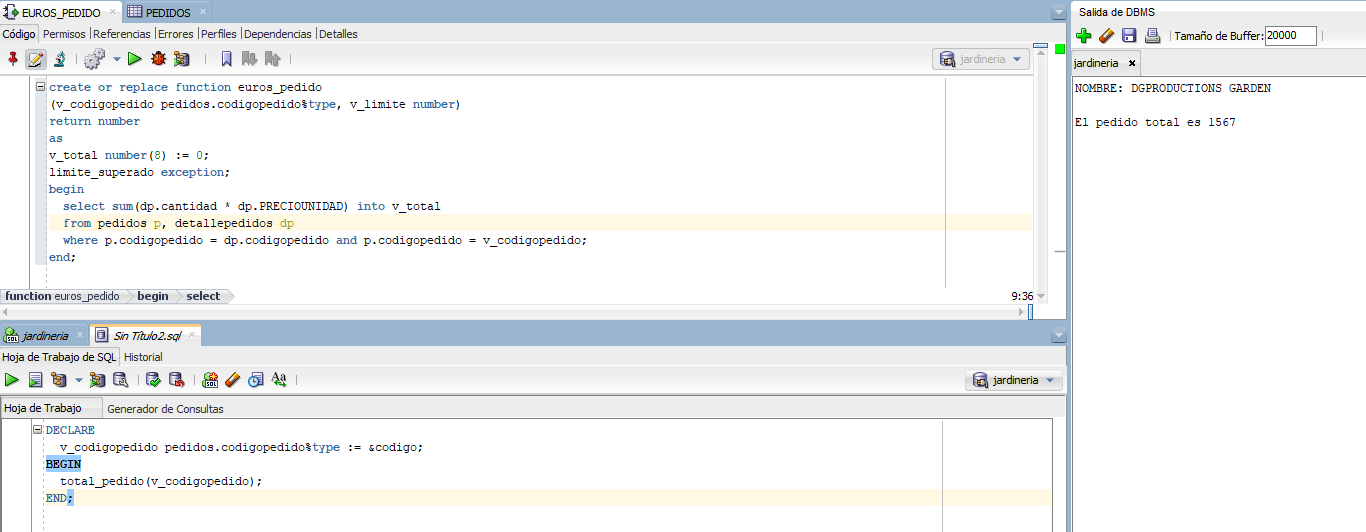 EUROS_PEDIDO × PEDIDOS ×
Código Permisos |Referencias |Errores |Perfiles |Dependencias |Detalles
jardineria
create or replace function euros_pedido
(v_codigopedido pedidos.codigopedido%type, v_limite number)
return number
as
v_total number(8) := 0;
limite_superado exception;
begin
select sum(dp.cantidad * dp.PRECIOUNIDAD) into v_total
from pedidos p, detallepedidos dp
where p.codigopedido = dp.codigopedido and p.codigopedido = v_codigopedido;
end;
function euros_pedido begin select 9:36
jardineria × Sin Título2.sql ×
Hoja de Trabajo de SQL Historial
jardineria
Hoja de Trabajo Generador de Consultas
DECLARE
v_codigopedido pedidos.codigopedido%type := &codigo;
BEGIN
total_pedido(v_codigopedido);
END;
Salida de DBMS
Tamaño de Buffer: 20000
jardineria ×
NOMBRE: DGPRODUCTIONS GARDEN
El pedido total es 1567